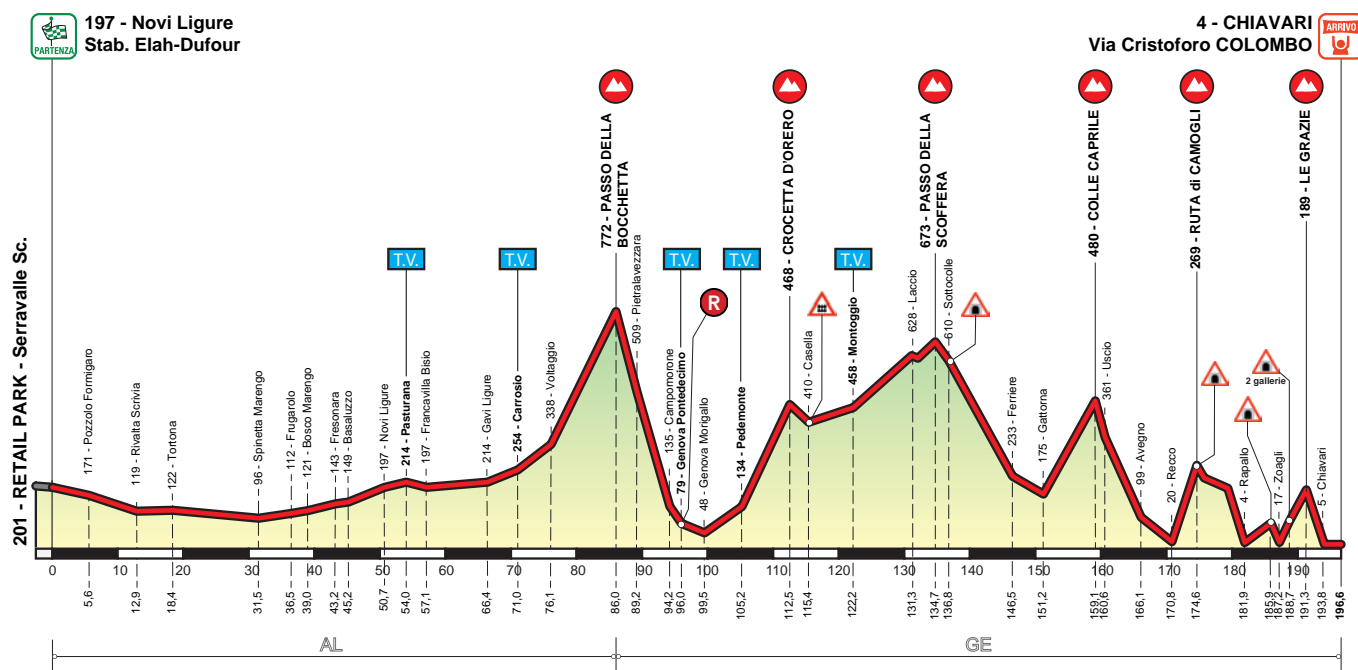 PARTENZA
197 - Novi Ligure
Stab. Elah-Dufour
4 - CHIAVARI
Via Cristoforo COLOMBO
ARRIVO
201 - RETAIL PARK - Serravalle Sc.
171 - Pozzolo Formigaro
119 - Rivalta Scrivia
122 - Tortona
96 - Spinetta Marengo
112 - Frugarolo
121 - Bosco Marengo
143 - Fresonara
149 - Basaluzzo
197 - Novi Ligure
T.V.
214 - Pasturana
197 - Francavilla Bisio
214 - Gavi Ligure
T.V.
254 - Carrosio
338 - Voltaggio
772 - PASSO DELLA
BOCCHETTA
509 - Pietralavezzara
135 - Campomorone
T.V.
79 - Genova Pontedecimo
R
48 - Genova Morigallo
T.V.
134 - Pedemonte
468 - CROCETTA D'ORERO
410 - Casella
T.V.
458 - Montoggio
628 - Laccio
673 - PASSO DELLA
SCOFFERA
610 - Sottocolle
233 - Ferriere
175 - Gattorna
480 - COLLE CAPRILE
361 - Uscio
99 - Avegno
20 - Recco
269 - RUTA di CAMOGLI
4 - Rapallo
2 gallerie
17 - Zoagli
189 - LE GRAZIE
5 - Chiavari
0 10 20 30 40 50 60 70 80 90 100 110 120 130 140 150 160 170 180 190
5,6
12,9
18,4
31,5
36,5
39,0
43,2
45,2
50,7
54,0
57,1
66,4
71,0
76,1
86,0
89,2
94,2
96,0
99,5
105,2
112,5
115,4
122,2
131,3
134,7
136,8
146,5
151,2
159,1
160,6
166,1
170,8
174,6
181,9
185,9
187,2
188,7
191,3
193,8
196,6
AL
GE